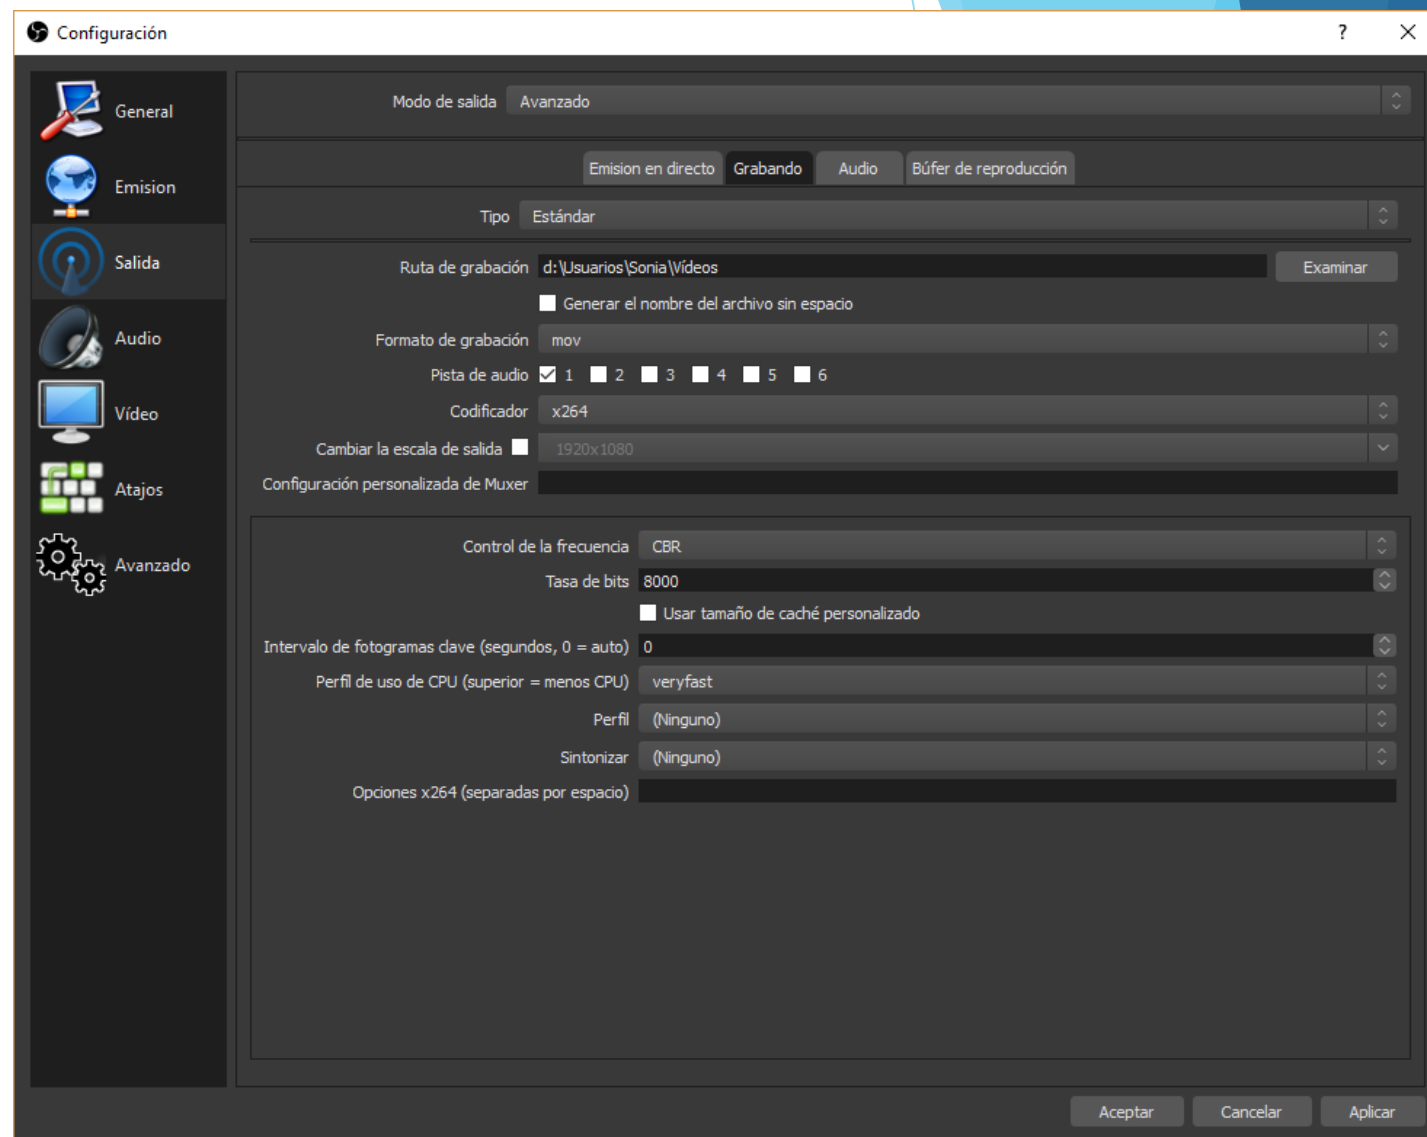 Configuración
?
General
Emision
Salida
Audio
Vídeo
Atajos
Avanzado
Modo de salida Avanzado
Emision en directo Grabando Audio Búfer de reproducción
Tipo Estándar
Ruta de grabación d:\Usuarios\Sonia\Vídeos Examinar
Generar el nombre del archivo sin espacio
Formato de grabación mov
Pista de audio 1 2 3 4 5 6
Codificador x264
Cambiar la escala de salida 1920x1080
Configuración personalizada de Muxer
Control de la frecuencia CBR
Tasa de bits 8000
Usar tamaño de caché personalizado
Intervalo de fotogramas clave (segundos, 0 = auto) 0
Perfil de uso de CPU (superior = menos CPU) veryfast
Perfil (Ninguno)
Sintonizar (Ninguno)
Opciones x264 (separadas por espacio)
Aceptar Cancelar Aplicar